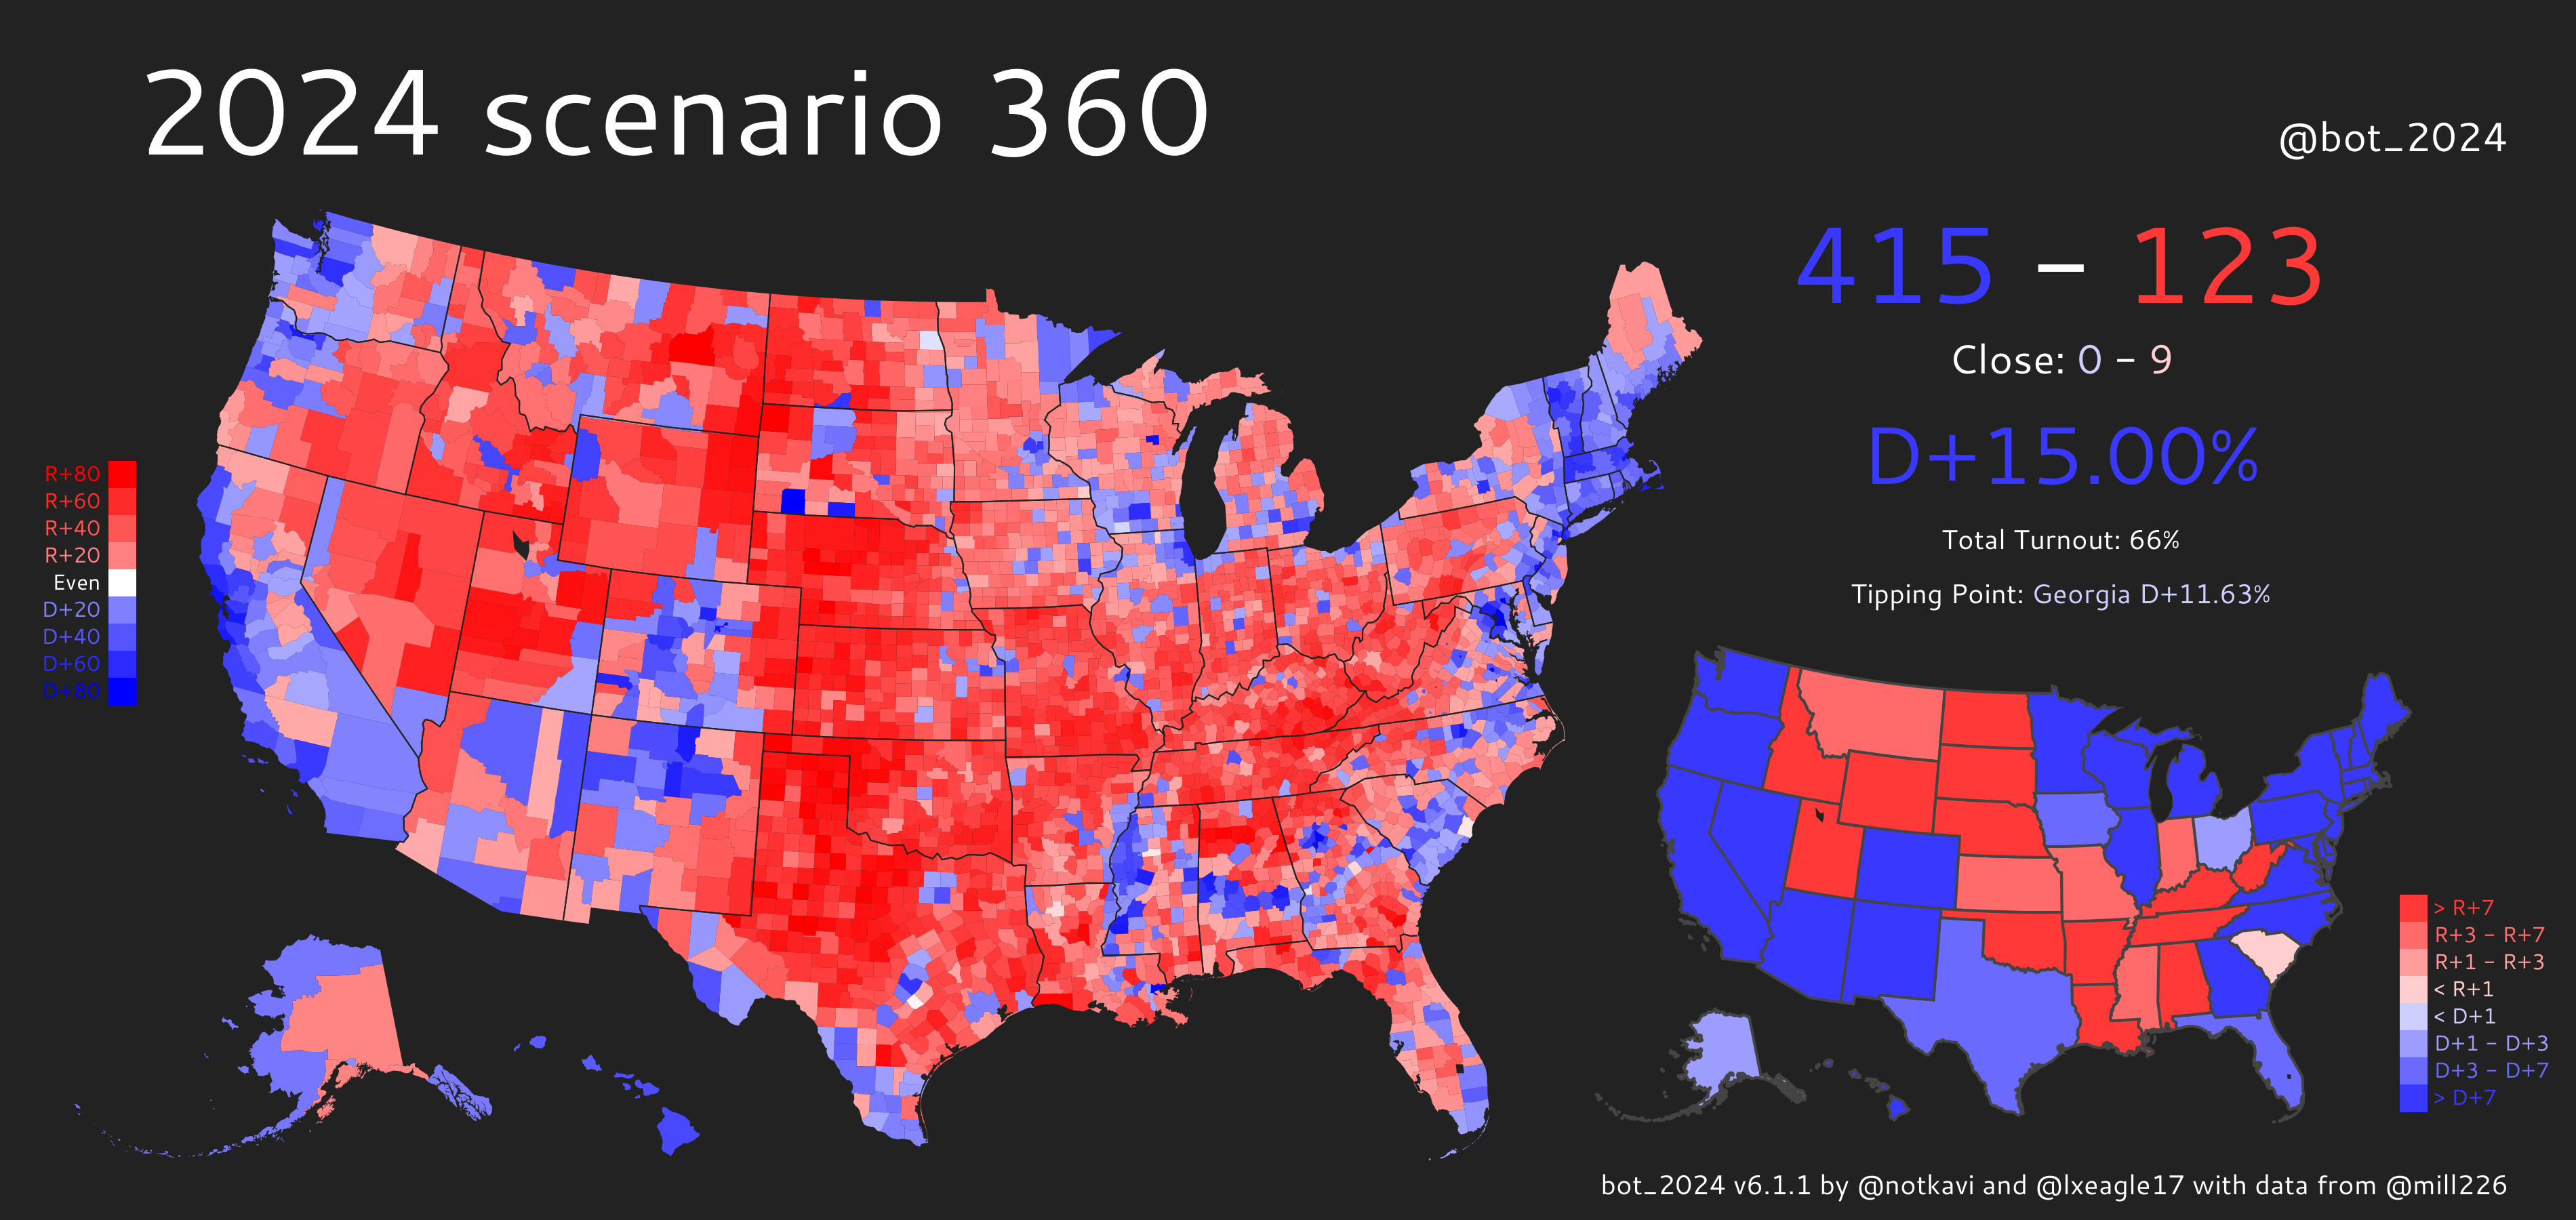 2024 scenario 360
@bot_2024
415 – 123
Close: 0 – 9
D+15.00%
Total Turnout: 66%
Tipping Point: Georgia D+11.63%
R+80
R+60
R+40
R+20
Even
D+20
D+40
D+60
D+80
> R+7
R+3 – R+7
R+1 – R+3
< R+1
< D+1
D+1 – D+3
D+3 – D+7
> D+7
bot_2024 v6.1.1 by @notkavi and @lxeagle17 with data from @mill226